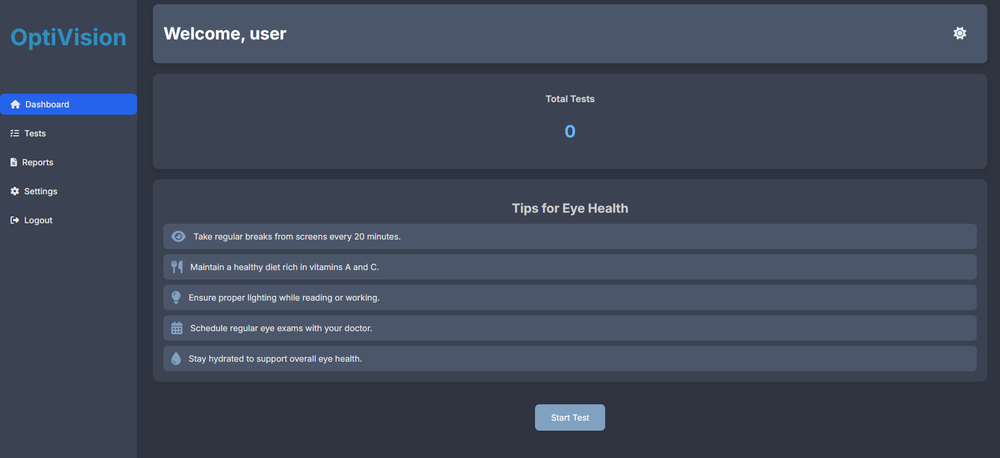 OptiVision
Dashboard
Tests
Reports
Settings
Logout
Welcome, user
Total Tests
0
Tips for Eye Health
Take regular breaks from screens every 20 minutes.
Maintain a healthy diet rich in vitamins A and C.
Ensure proper lighting while reading or working.
Schedule regular eye exams with your doctor.
Stay hydrated to support overall eye health.
Start Test